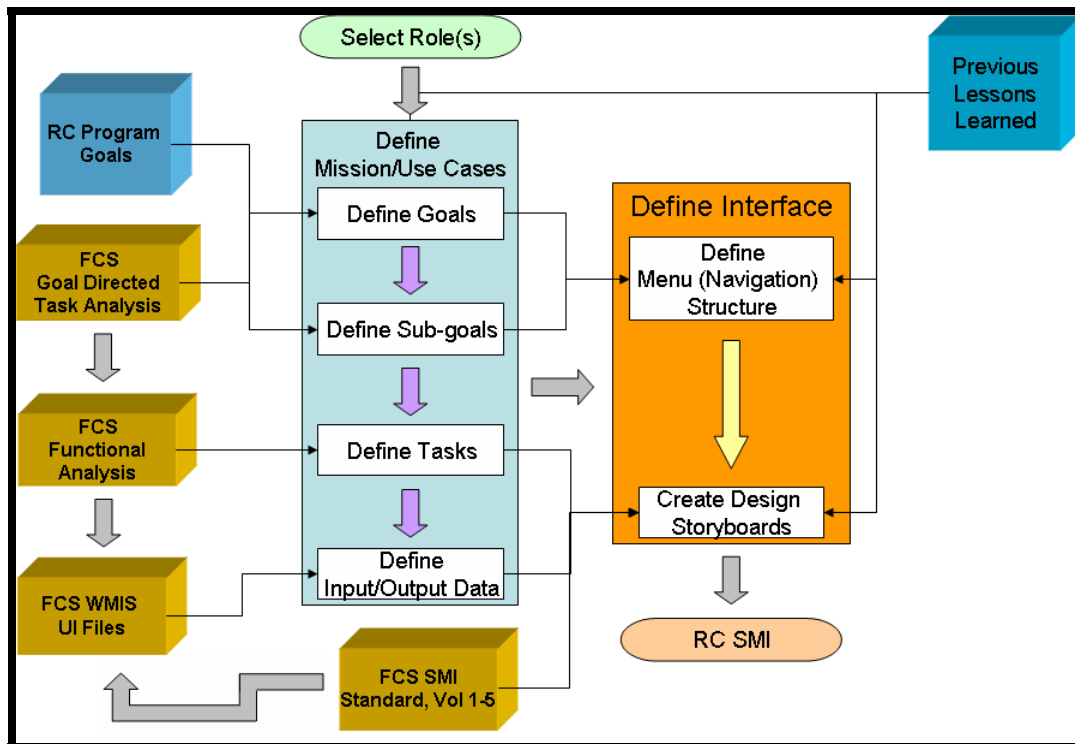 Select Role(s)
Previous
Lessons
Learned
RC Program
Goals
Define
Mission/Use Cases
Define Goals
Define Interface
Define
Menu (Navigation)
Structure
FCS
Goal Directed
Task Analysis
Define Sub-goals
FCS
Functional
Analysis
Define Tasks
Create Design
Storyboards
Define
Input/Output Data
FCS WMIS
UI Files
RC SMI
FCS SMI
Standard, Vol 1-5